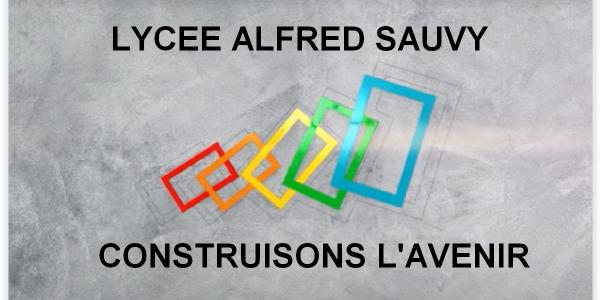 LYCEE ALFRED SAUVY
CONSTRUISONS L'AVENIR